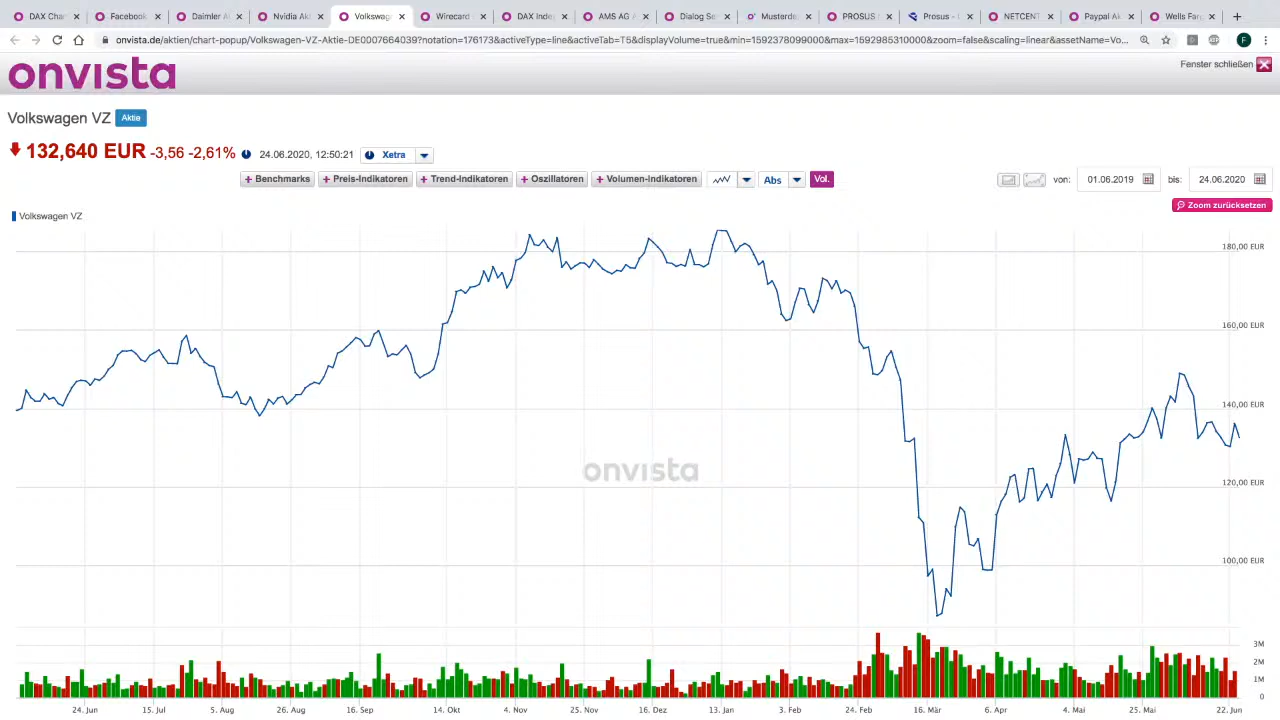 DAX Char
Facebook
Daimler A
Nvidia Akt
Volkswag
Wirecard
DAX Inde
AMS AG
Dialog Se
Musterde
PROSUS
Prosus -
NETCENT
Paypal Ak
Wells Far
onvista.de/aktien/chart-popup/Volkswagen-VZ-Aktie-DE0007664039?notation=176173&activeType=line&activeTab=T5&displayVolume=true&min=1592378099000&max=1592985310000&zoom=false&scaling=linear&assetName=Vo...
F
onvista
Fenster schließen
Volkswagen VZ Aktie
132,640 EUR -3,56 -2,61% 24.06.2020, 12:50:21 Xetra
+ Benchmarks + Preis-Indikatoren + Trend-Indikatoren + Oszillatoren + Volumen-Indikatoren Abs Vol. von: 01.06.2019 bis: 24.06.2020
Zoom zurücksetzen
Volkswagen VZ
180,00 EUR
160,00 EUR
140,00 EUR
120,00 EUR
100,00 EUR
onvista
3M
2M
1M
0
24. Jun 15. Jul 5. Aug 26. Aug 16. Sep 14. Okt 4. Nov 25. Nov 16. Dez 13. Jan 3. Feb 24. Feb 16. Mär 6. Apr 4. Mai 25. Mai 22. Jun